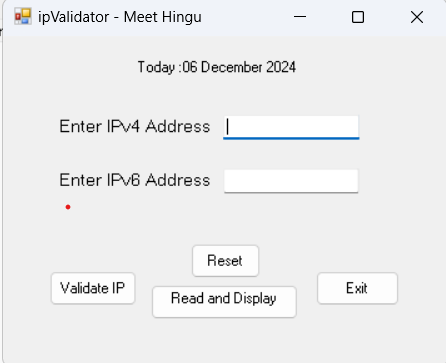 ipValidator - Meet Hingu
Today :06 December 2024
Enter IPv4 Address
Enter IPv6 Address
Reset
Validate IP
Read and Display
Exit